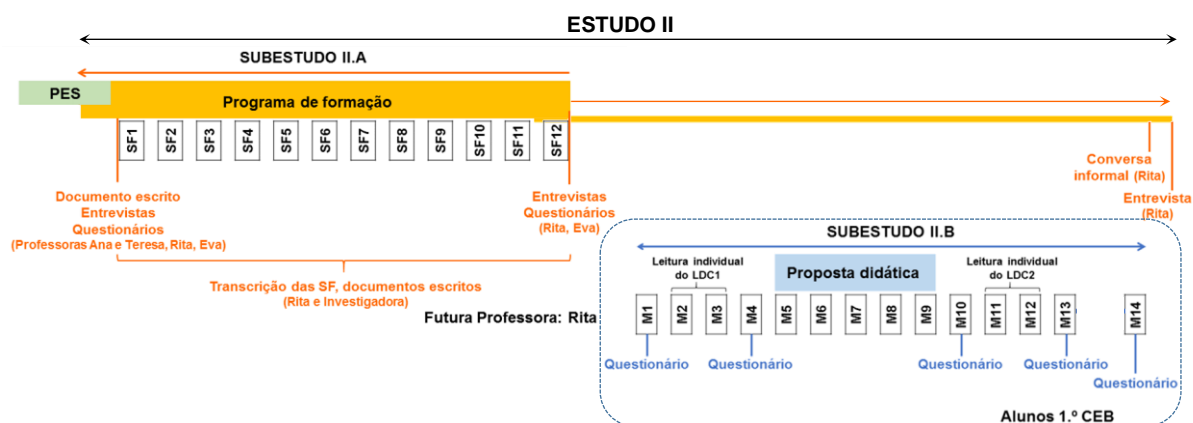 ESTUDO II
SUBESTUDO II.A
PES
Programa de formação
SF1
SF2
SF3
SF4
SF5
SF6
SF7
SF8
SF9
SF10
SF11
SF12
Documento escrito
Entrevistas
Questionários
(Professoras Ana e Teresa, Rita, Eva)
Entrevistas
Questionários
(Rita, Eva)
Conversa
informal (Rita)
Entrevista
(Rita)
Transcrição das SF, documentos escritos
(Rita e Investigadora)
Futura Professora: Rita
SUBESTUDO II.B
Leitura individual
do LDC1
Proposta didática
Leitura individual
do LDC2
M1
M2
M3
M4
M5
M6
M7
M8
M9
M10
M11
M12
M13
M14
Questionário
Questionário
Questionário
Questionário
Questionário
Alunos 1.º CEB